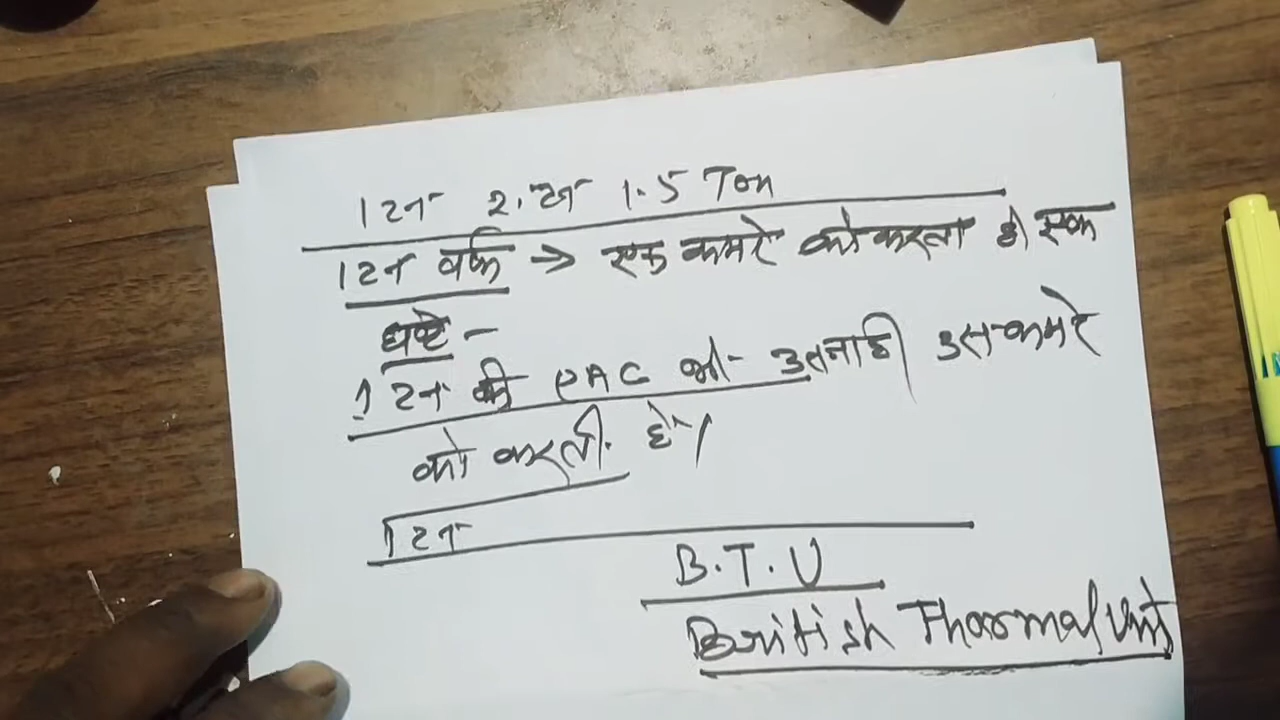 1 टन 2. टन 1.5 Ton
1 टन बर्फ → एक कमरे को करता है। एक
घण्टे -
1 टन की AC भी उतना ही उस कमरे
को करती है।
1 टन
B.T.U
British Tharmal Unit